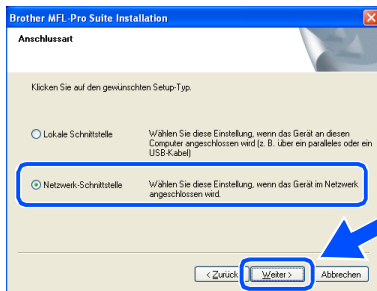 Brother MFL-Pro Suite Installation
Anschlussart
Klicken Sie auf den gewünschten Setup-Typ.
Lokale Schnittstelle
Wählen Sie diese Einstellung, wenn das Gerät an diesen
Computer angeschlossen wird (z. B. über ein paralleles oder ein
USB-Kabel)
Netzwerk-Schnittstelle
Wählen Sie diese Einstellung, wenn das Gerät im Netzwerk
angeschlossen wird.
< Zurück Weiter > Abbrechen